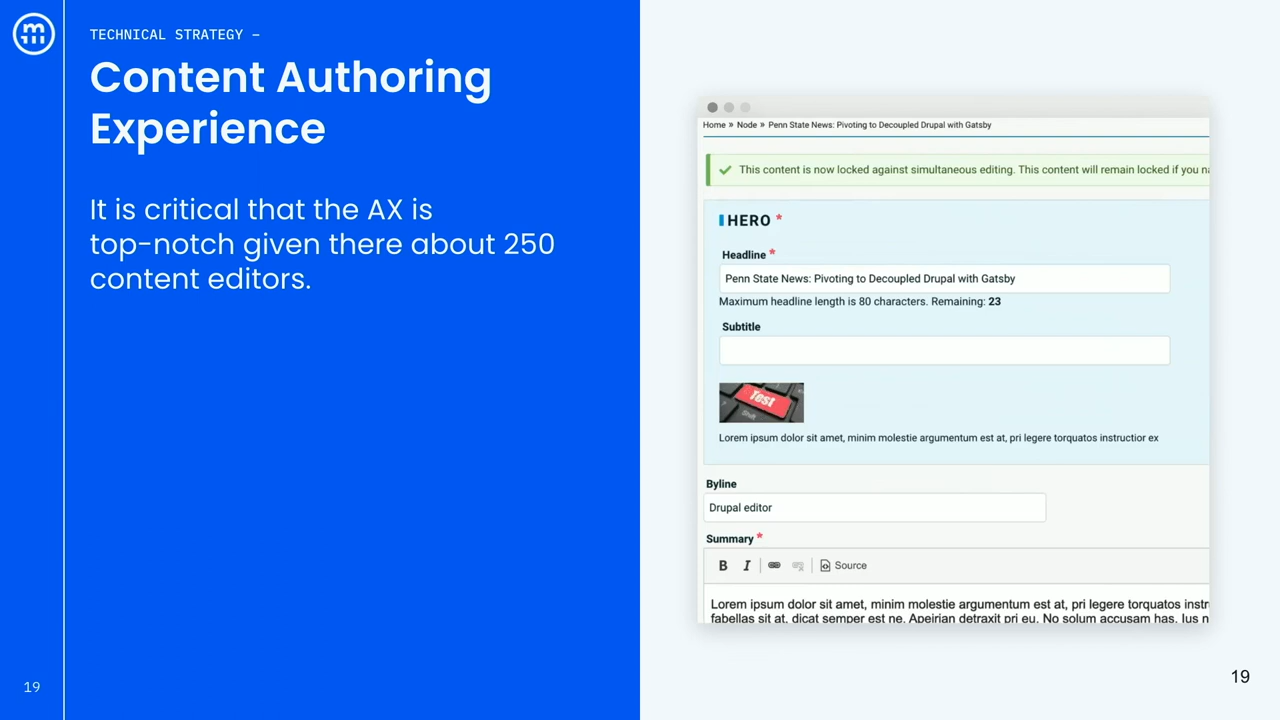 TECHNICAL STRATEGY –
Content Authoring
Experience
It is critical that the AX is
top-notch given there about 250
content editors.
19
Home » Node » Penn State News: Pivoting to Decoupled Drupal with Gatsby
This content is now locked against simultaneous editing. This content will remain locked if you na
HERO *
Headline *
Penn State News: Pivoting to Decoupled Drupal with Gatsby
Maximum headline length is 80 characters. Remaining: 23
Subtitle
Test
Shift
Lorem ipsum dolor sit amet, minim molestie argumentum est at, pri legere torquatos instructior ex
Byline
Drupal editor
Summary *
B I Source
Lorem ipsum dolor sit amet, minim molestie argumentum est at, pri legere torquatos instr
fabellas sit at, dicat semper est ne. Apeirian detraxit pri eu. No solum accusam has. Ius n
19